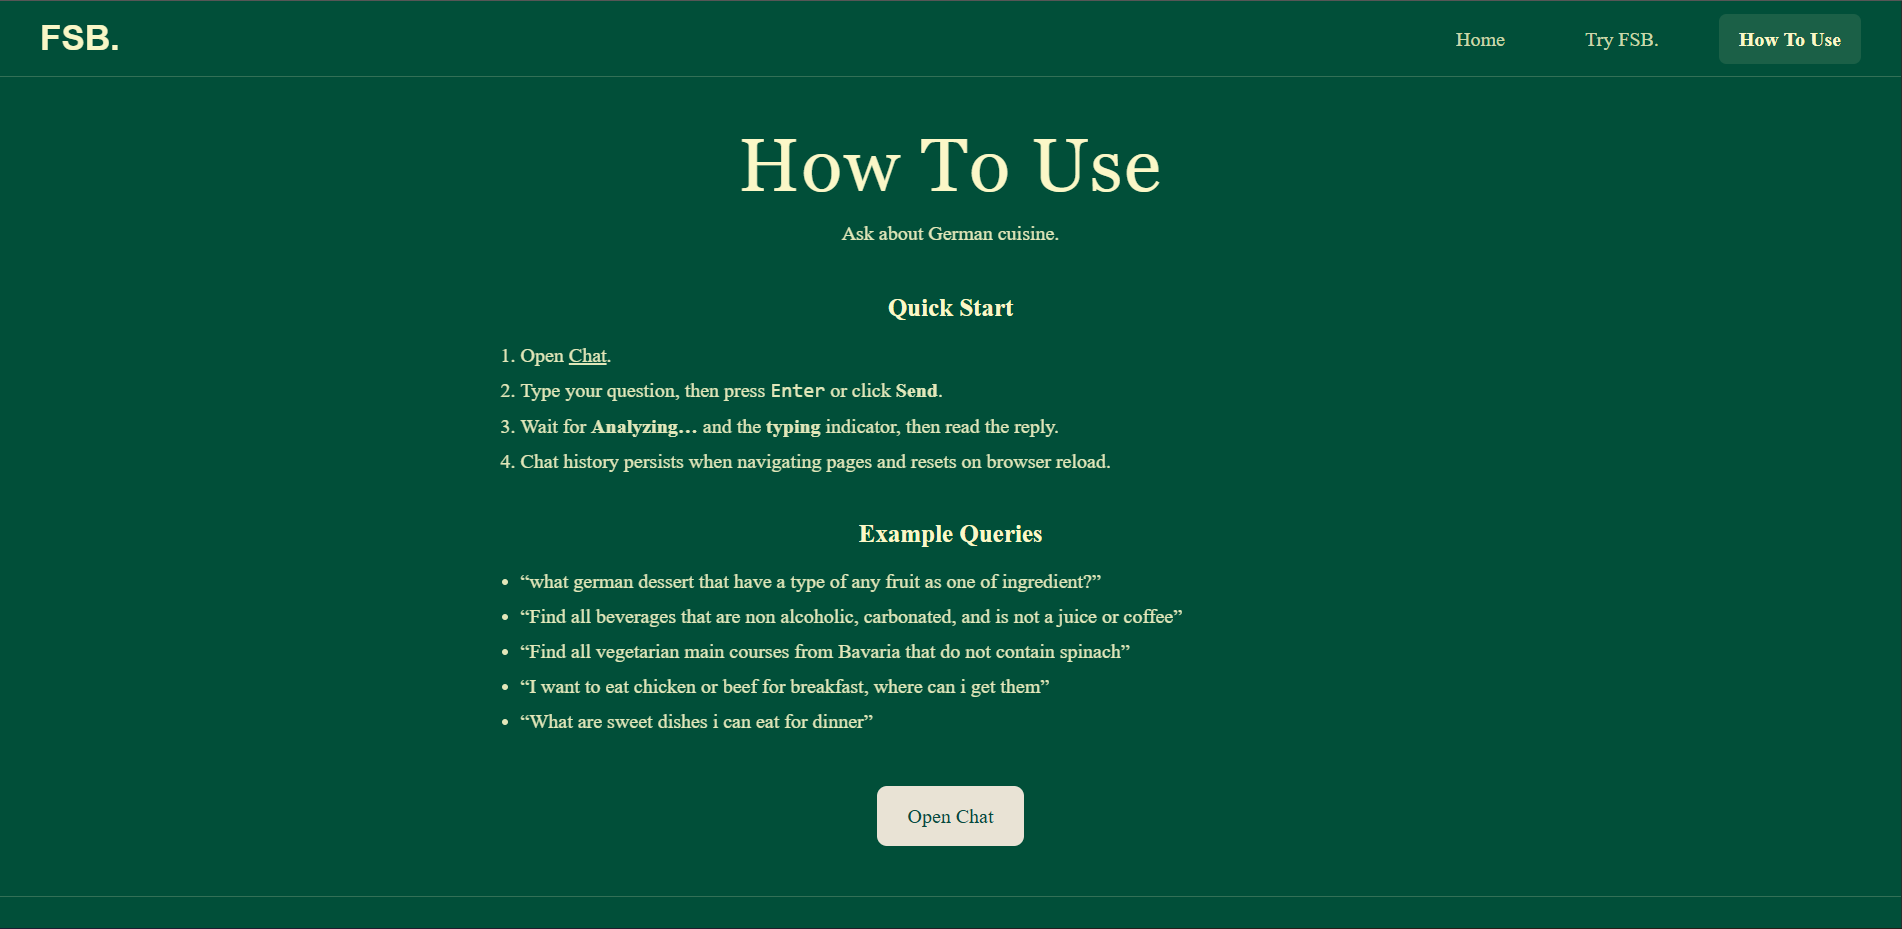 FSB.
Home
Try FSB.
How To Use
How To Use
Ask about German cuisine.
Quick Start
1. Open Chat.
2. Type your question, then press Enter or click Send.
3. Wait for Analyzing… and the typing indicator, then read the reply.
4. Chat history persists when navigating pages and resets on browser reload.
Example Queries
• “what german dessert that have a type of any fruit as one of ingredient?”
• “Find all beverages that are non alcoholic, carbonated, and is not a juice or coffee”
• “Find all vegetarian main courses from Bavaria that do not contain spinach”
• “I want to eat chicken or beef for breakfast, where can i get them”
• “What are sweet dishes i can eat for dinner”
Open Chat